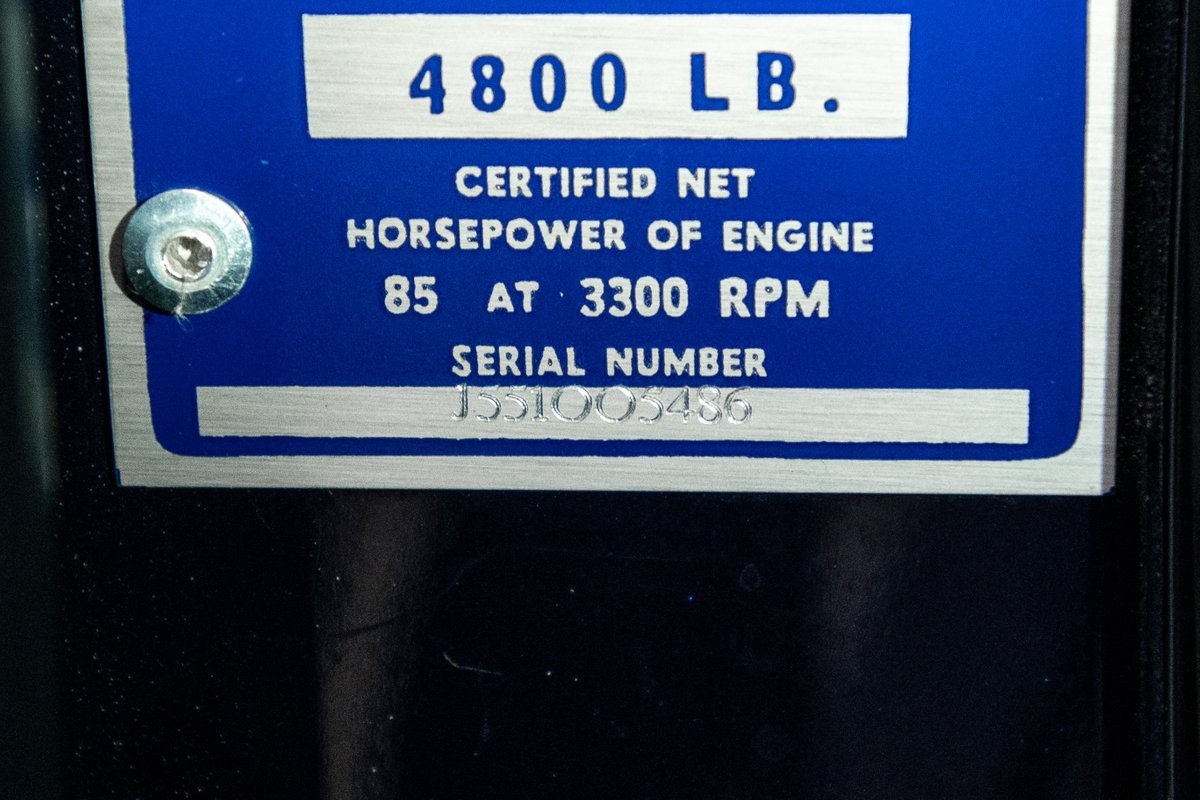 4800 LB.
CERTIFIED NET
HORSEPOWER OF ENGINE
85 AT 3300 RPM
SERIAL NUMBER
J551005486